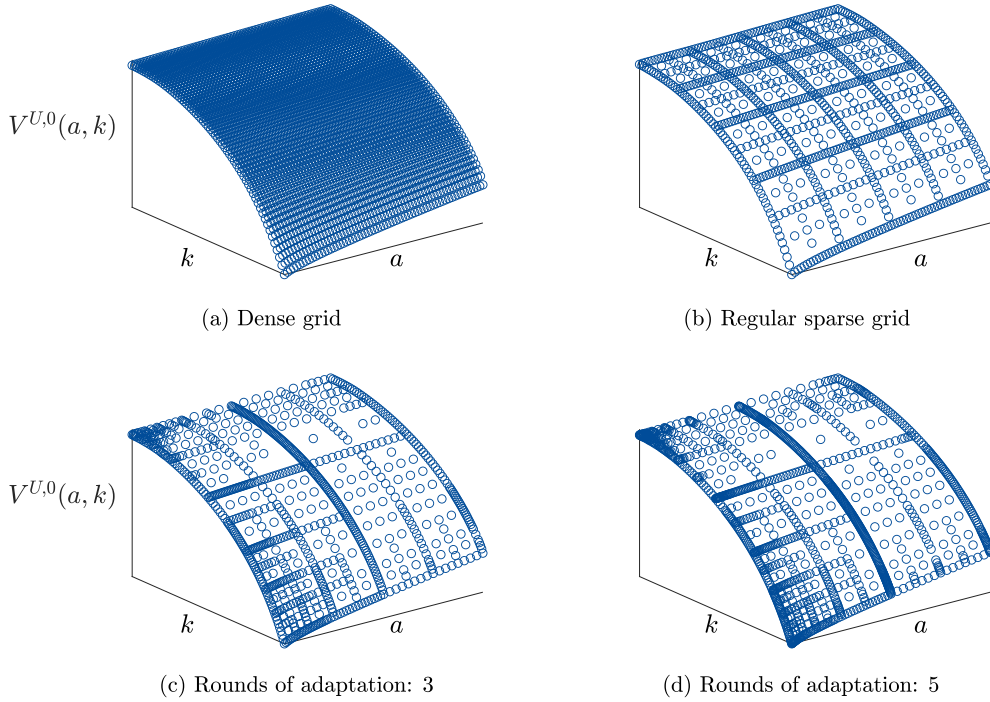 V^{U,0}(a, k)
k
a
k
a
(a) Dense grid
(b) Regular sparse grid
V^{U,0}(a, k)
k
a
k
a
(c) Rounds of adaptation: 3
(d) Rounds of adaptation: 5